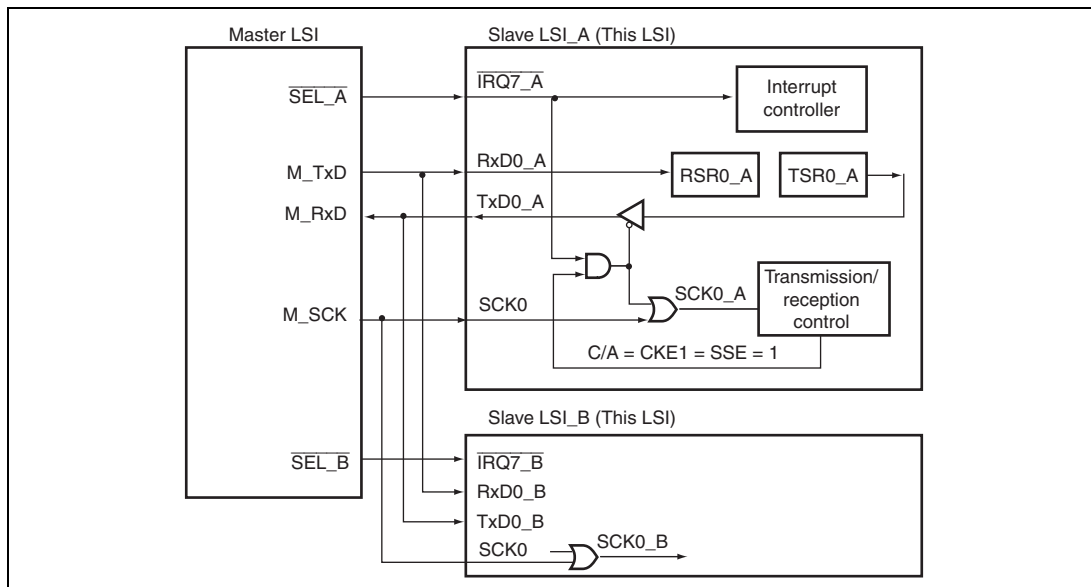 Master LSI
SEL_A
M_TxD
M_RxD
M_SCK
SEL_B
Slave LSI_A (This LSI)
IRQ7_A
Interrupt
controller
RxD0_A
RSR0_A
TSR0_A
TxD0_A
SCK0_A
Transmission/
reception
control
SCK0
C/A = CKE1 = SSE = 1
Slave LSI_B (This LSI)
IRQ7_B
RxD0_B
TxD0_B
SCK0
SCK0_B